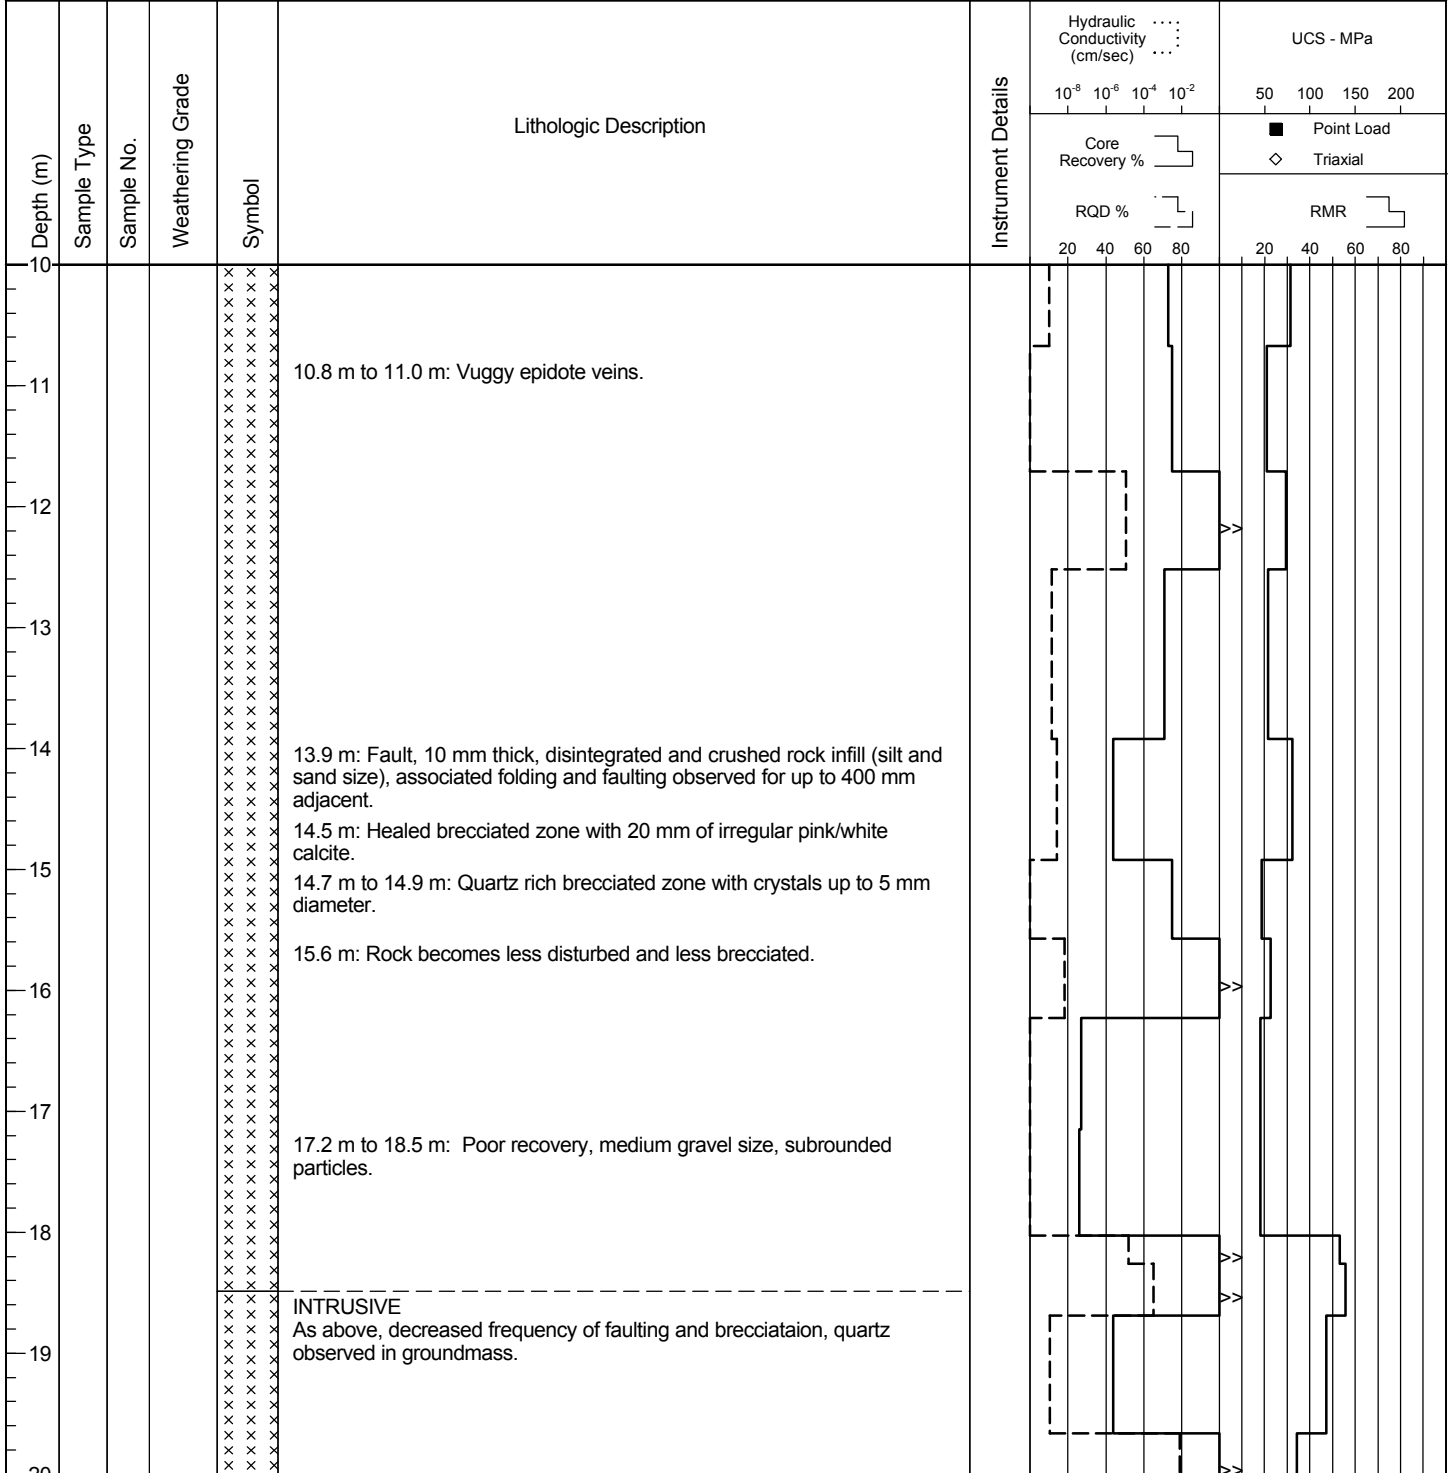 Depth (m)
Sample Type
Sample No.
Weathering Grade
Symbol
Lithologic Description
Instrument Details
Hydraulic
Conductivity
(cm/sec)
10⁻⁸ 10⁻⁶ 10⁻⁴ 10⁻²
Core
Recovery %
RQD %
20 40 60 80
UCS - MPa
50 100 150 200
■ Point Load
◇ Triaxial
RMR
20 40 60 80
10
10.8 m to 11.0 m: Vuggy epidote veins.
11
12
>>
13
14
13.9 m: Fault, 10 mm thick, disintegrated and crushed rock infill (silt and
sand size), associated folding and faulting observed for up to 400 mm
adjacent.
14.5 m: Healed brecciated zone with 20 mm of irregular pink/white
calcite.
15
14.7 m to 14.9 m: Quartz rich brecciated zone with crystals up to 5 mm
diameter.
15.6 m: Rock becomes less disturbed and less brecciated.
16
>>
17
17.2 m to 18.5 m: Poor recovery, medium gravel size, subrounded
particles.
18
>>
>>
INTRUSIVE
As above, decreased frequency of faulting and brecciataion, quartz
observed in groundmass.
19
20
>>